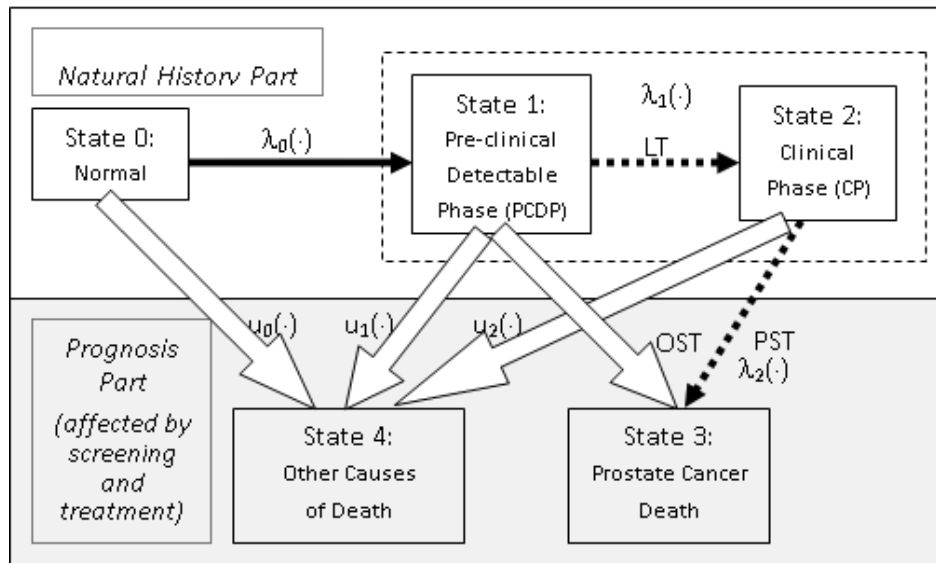 Natural History Part
State 0:
Normal
λ0(·)
State 1:
Pre-clinical
Detectable
Phase (PCDP)
λ1(·)
LT
State 2:
Clinical
Phase (CP)
u0(·)
u1(·)
u2(·)
OST
PST
λ2(·)
Prognosis
Part
(affected by
screening
and
treatment)
State 4:
Other Causes
of Death
State 3:
Prostate Cancer
Death